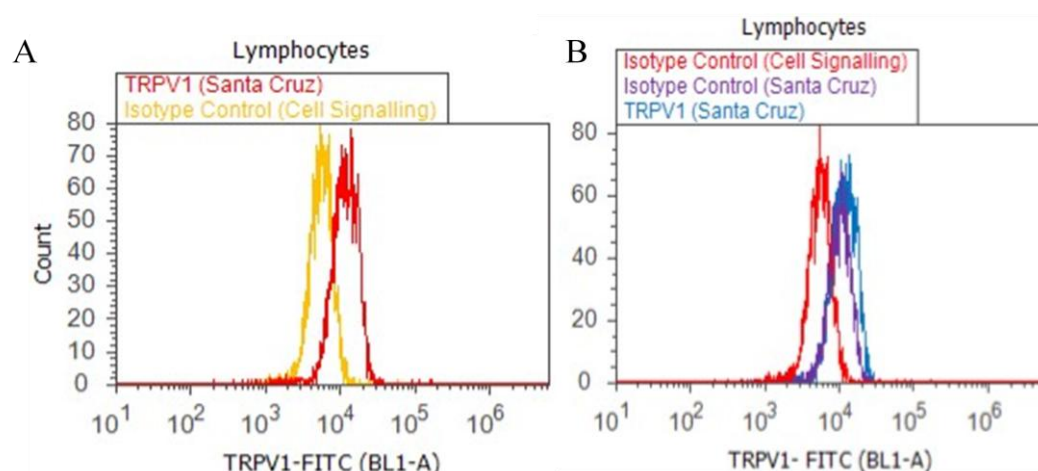 A
Lymphocytes
TRPV1 (Santa Cruz)
Isotype Control (Cell Signalling)
80
70
60
50
40
30
20
10
0
Count
10^1 10^2 10^3 10^4 10^5 10^6
TRPV1-FITC (BL1-A)
B
Lymphocytes
Isotype Control (Cell Signalling)
Isotype Control (Santa Cruz)
TRPV1 (Santa Cruz)
80
60
40
20
0
10^1 10^2 10^3 10^4 10^5 10^6
TRPV1- FITC (BL1-A)